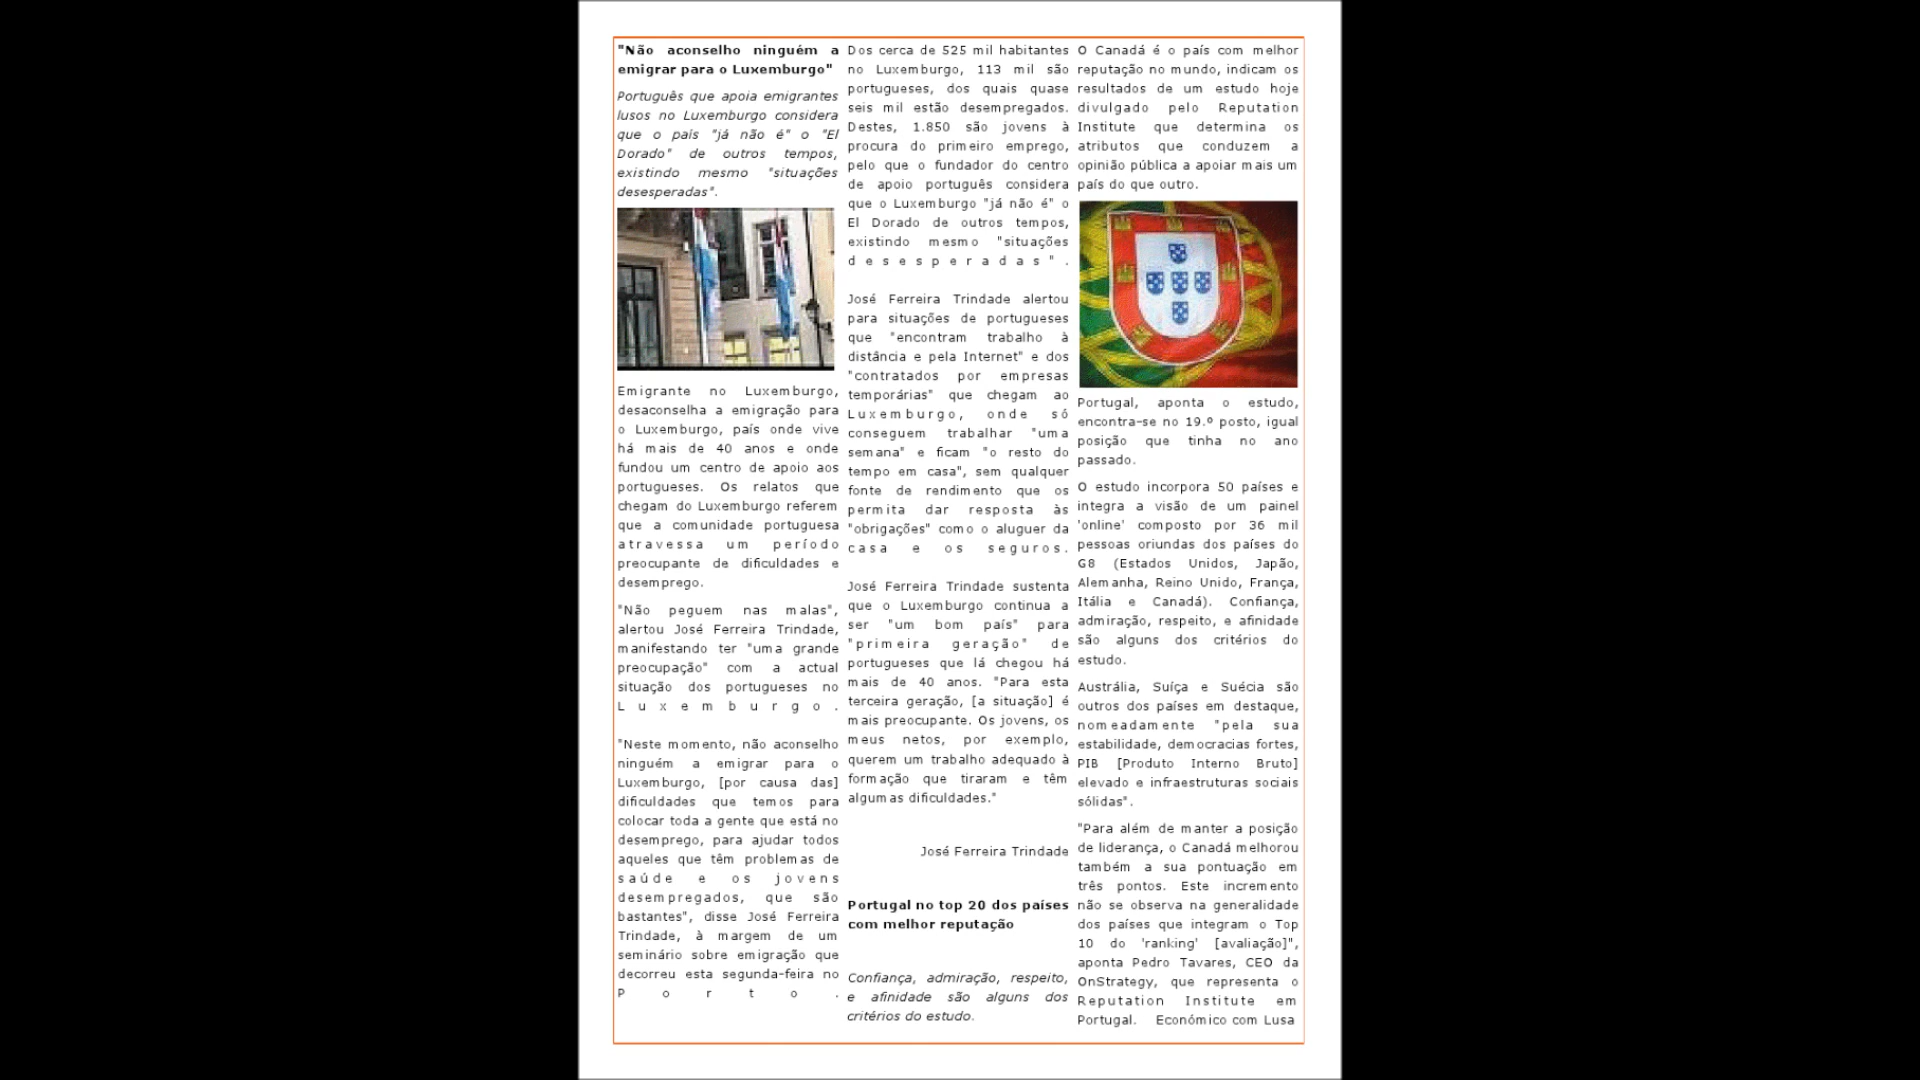 "Não aconselho ninguém a
emigrar para o Luxemburgo"
Português que apoia emigrantes
lusos no Luxemburgo considera
que o país "já não é" o "El
Dorado" de outros tempos,
existindo mesmo "situações
desesperadas".
Emigrante no Luxemburgo,
desaconselha a emigração para
o Luxemburgo, país onde vive
há mais de 40 anos e onde
fundou um centro de apoio aos
portugueses. Os relatos que
chegam do Luxemburgo referem
que a comunidade portuguesa
atravessa um período
preocupante de dificuldades e
desemprego.
"Não peguem nas malas",
alertou José Ferreira Trindade,
manifestando ter "uma grande
preocupação" com a actual
situação dos portugueses no
Luxemburgo.
"Neste momento, não aconselho
ninguém a emigrar para o
Luxemburgo, [por causa das]
dificuldades que temos para
colocar toda a gente que está no
desemprego, para ajudar todos
aqueles que têm problemas de
saúde e os jovens
desempregados, que são
bastantes", disse José Ferreira
Trindade, à margem de um
seminário sobre emigração que
decorreu esta segunda-feira no
Porto.
Dos cerca de 525 mil habitantes
no Luxemburgo, 113 mil são
portugueses, dos quais quase
seis mil estão desempregados.
Destes, 1.850 são jovens à
procura do primeiro emprego,
pelo que o fundador do centro
de apoio português considera
que o Luxemburgo "já não é" o
El Dorado de outros tempos,
existindo mesmo "situações
desesperadas".
José Ferreira Trindade alertou
para situações de portugueses
que "encontram trabalho à
distância e pela Internet" e dos
"contratados por empresas
temporárias" que chegam ao
Luxemburgo, onde só
conseguem trabalhar "uma
semana" e ficam "o resto do
tempo em casa", sem qualquer
fonte de rendimento que os
permita dar resposta às
"obrigações" como o aluguer da
casa e os seguros.
José Ferreira Trindade sustenta
que o Luxemburgo continua a
ser "um bom país" para
"primeira geração" de
portugueses que lá chegou há
mais de 40 anos. "Para esta
terceira geração, [a situação] é
mais preocupante. Os jovens, os
meus netos, por exemplo,
querem um trabalho adequado à
formação que tiraram e têm
algumas dificuldades."
José Ferreira Trindade
Portugal no top 20 dos países
com melhor reputação
Confiança, admiração, respeito,
e afinidade são alguns dos
critérios do estudo.
O Canadá é o país com melhor
reputação no mundo, indicam os
resultados de um estudo hoje
divulgado pelo Reputation
Institute que determina os
atributos que conduzem a
opinião pública a apoiar mais um
país do que outro.
Portugal, aponta o estudo,
encontra-se no 19.º posto, igual
posição que tinha no ano
passado.
O estudo incorpora 50 países e
integra a visão de um painel
'online' composto por 36 mil
pessoas oriundas dos países do
G8 (Estados Unidos, Japão,
Alemanha, Reino Unido, França,
Itália e Canadá). Confiança,
admiração, respeito, e afinidade
são alguns dos critérios do
estudo.
Austrália, Suíça e Suécia são
outros dos países em destaque,
nomeadamente "pela sua
estabilidade, democracias fortes,
PIB [Produto Interno Bruto]
elevado e infraestruturas sociais
sólidas".
"Para além de manter a posição
de liderança, o Canadá melhorou
também a sua pontuação em
três pontos. Este incremento
não se observa na generalidade
dos países que integram o Top
10 do 'ranking' [avaliação]",
aponta Pedro Tavares, CEO da
OnStrategy, que representa o
Reputation Institute em
Portugal. Económico com Lusa